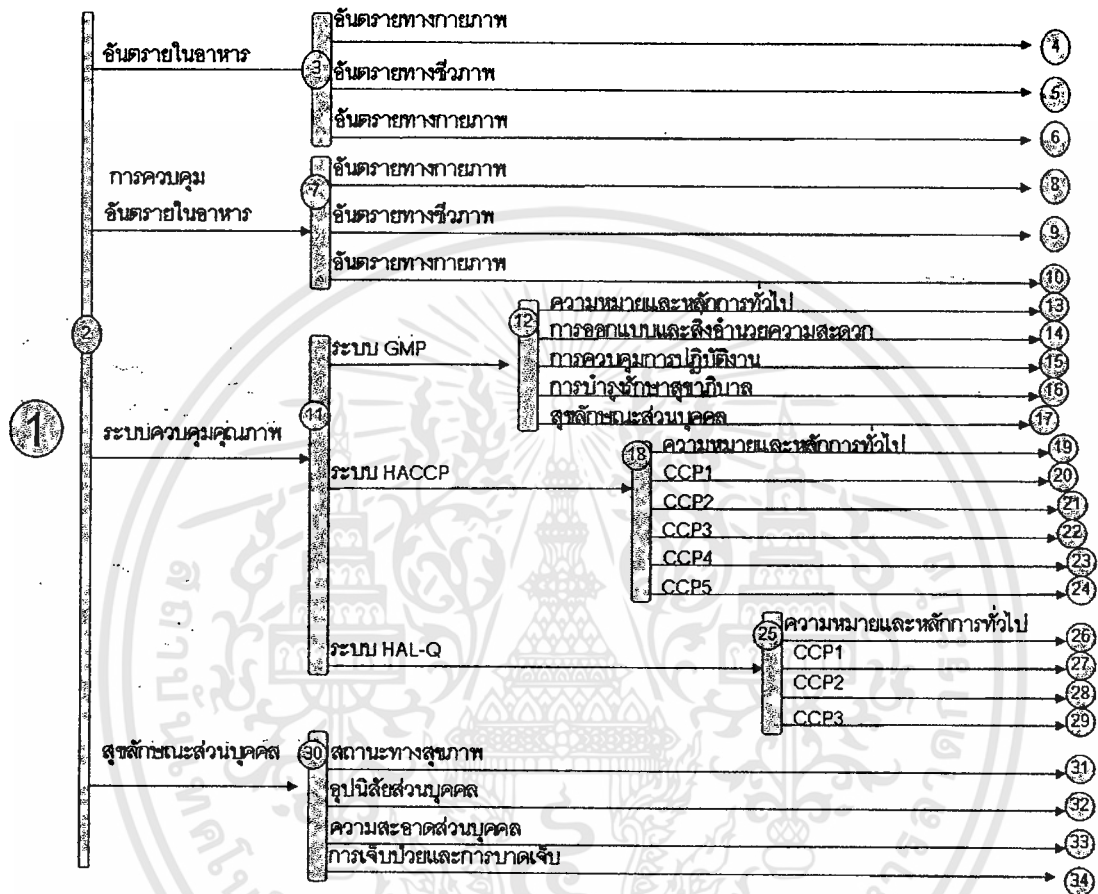 อันตรายทางกายภาพ
4
อันตรายในอาหาร
3
อันตรายทางชีวภาพ
5
อันตรายทางกายภาพ
6
การควบคุม
อันตรายในอาหาร
อันตรายทางกายภาพ
7
8
อันตรายทางชีวภาพ
9
อันตรายทางกายภาพ
10
1
2
ระบบควบคุมคุณภาพ
11
ระบบ GMP
12
ความหมายและหลักการทั่วไป
13
การออกแบบและสิ่งอำนวยความสะดวก
14
การควบคุมการปฏิบัติงาน
15
การบำรุงรักษาสุขาภิบาล
16
สุขลักษณะส่วนบุคคล
17
ระบบ HACCP
18
ความหมายและหลักการทั่วไป
19
CCP1
20
CCP2
21
CCP3
22
CCP4
23
CCP5
24
ระบบ HAL-Q
25
ความหมายและหลักการทั่วไป
26
CCP1
27
CCP2
28
CCP3
29
สุขลักษณะส่วนบุคคล
30
สถานะทางสุขภาพ
31
อุปนิสัยส่วนบุคคล
32
ความสะอาดส่วนบุคคล
33
การเจ็บป่วยและการบาดเจ็บ
34